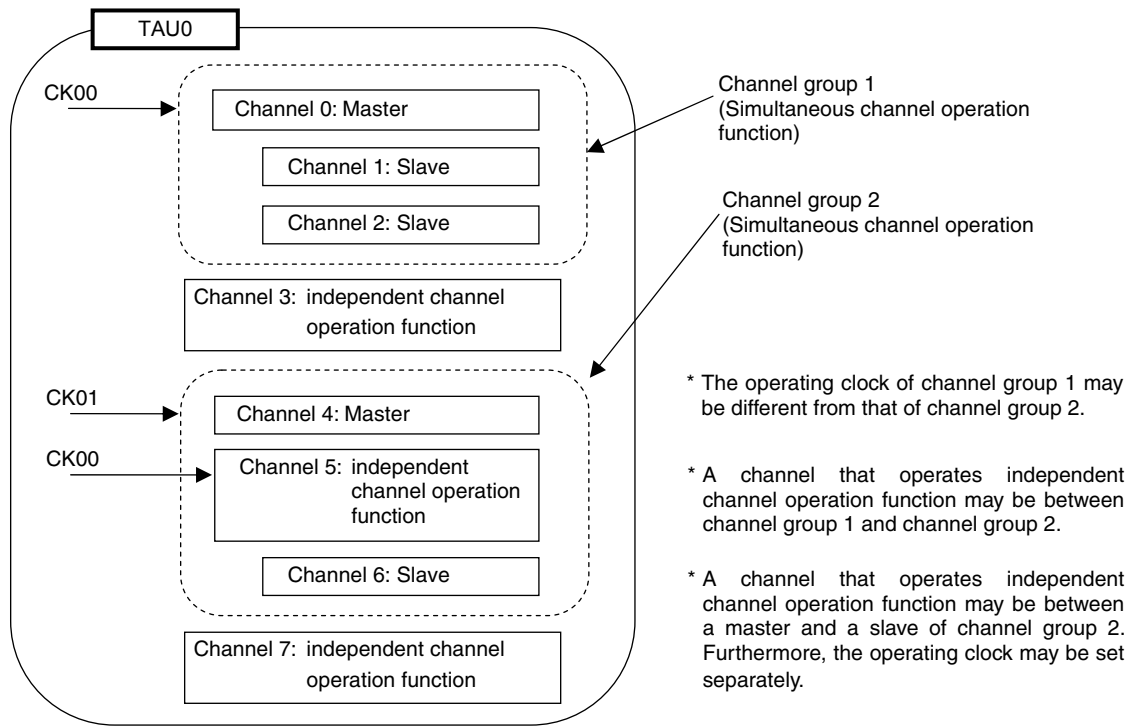 TAU0
CK00
Channel 0: Master
Channel 1: Slave
Channel 2: Slave
Channel group 1
(Simultaneous channel operation
function)
Channel group 2
(Simultaneous channel operation
function)
Channel 3: independent channel
operation function
CK01
Channel 4: Master
CK00
Channel 5: independent
channel operation
function
Channel 6: Slave
Channel 7: independent channel
operation function
* The operating clock of channel group 1 may
be different from that of channel group 2.
* A channel that operates independent
channel operation function may be between
channel group 1 and channel group 2.
* A channel that operates independent
channel operation function may be between
a master and a slave of channel group 2.
Furthermore, the operating clock may be set
separately.